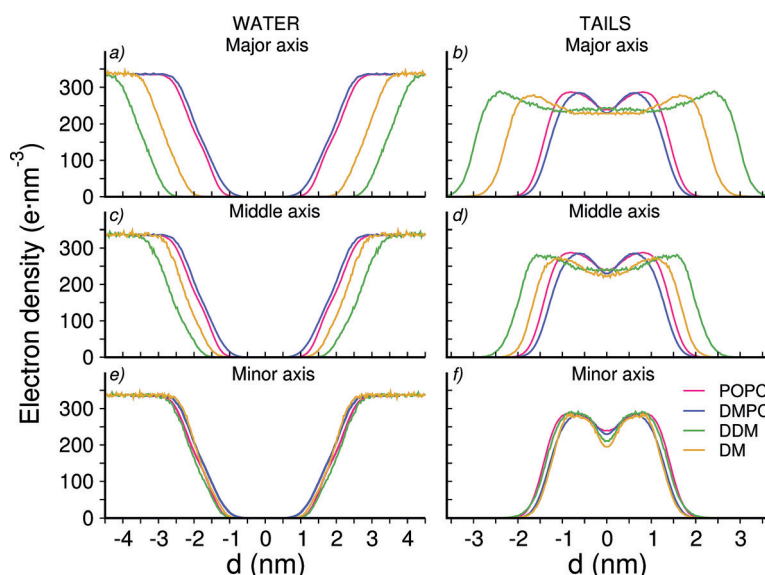 WATER
Major axis
TAILS
Major axis
a)
b)
300
200
100
0
Middle axis
Middle axis
c)
d)
300
200
100
0
Minor axis
Minor axis
e)
f)
300
200
100
0
POPC
DMPC
DDM
DM
-4 -3 -2 -1 0 1 2 3 4
-3 -2 -1 0 1 2 3
d (nm)
d (nm)
Electron density (e·nm⁻³)